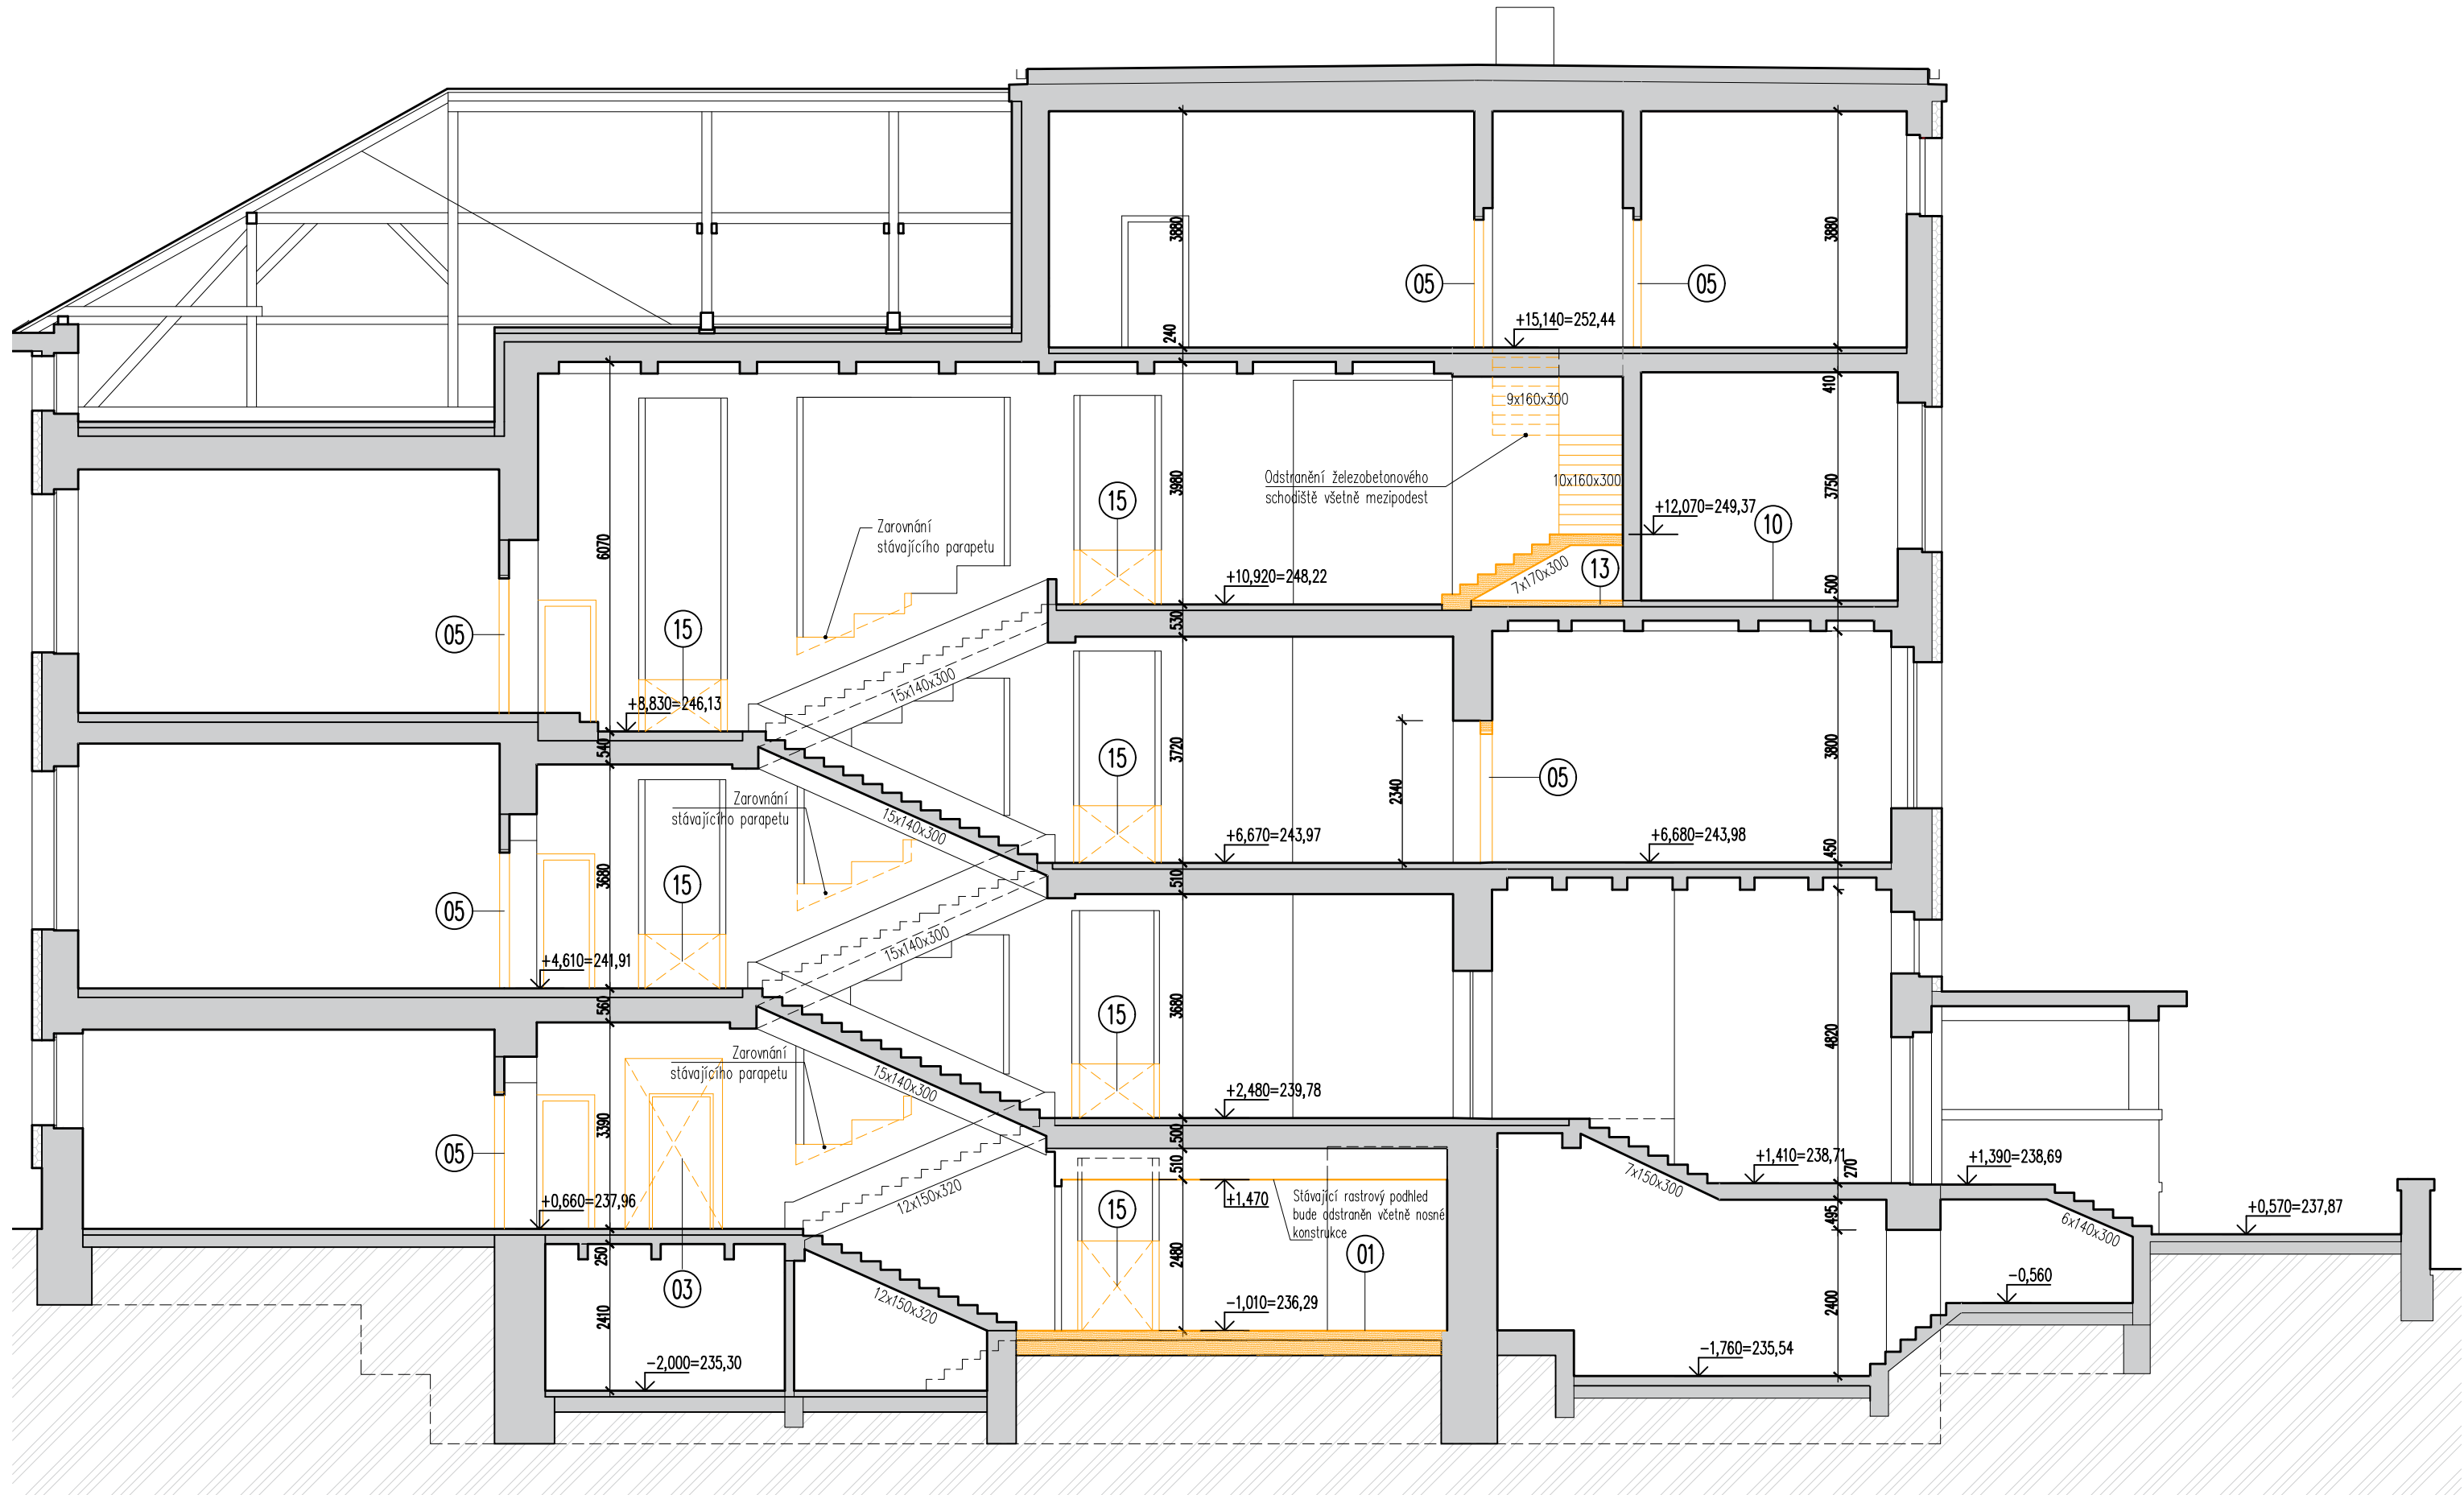 3880
3880
05
05
240
+15,140=252,44
410
9x160x300
Odstranění železobetonového
schodiště všetně mezipodest
10x160x300
3980
3750
15
+12,070=249,37
10
Zarovnání
stávajícího parapetu
6070
13
7x170x300
+10,920=248,22
500
05
15
530
15x140x300
+8,830=246,13
540
15
3720
3800
05
2340
Zarovnání
stávajícího parapetu
15x140x300
+6,670=243,97
+6,680=243,98
450
3680
15
510
05
15x140x300
+4,610=241,91
560
15
3680
4820
Zarovnání
stávajícího parapetu
15x140x300
+2,480=239,78
3390
500
05
510
7x150x300
+1,410=238,71
270
+1,390=238,69
12x150x320
+0,660=237,96
+1,470
Stávající rastrový podhled
bude odstraněn včetně nosné
konstrukce
15
495
+0,570=237,87
6x140x300
250
2480
01
03
-0,560
12x150x320
-1,010=236,29
2410
2400
-1,760=235,54
-2,000=235,30